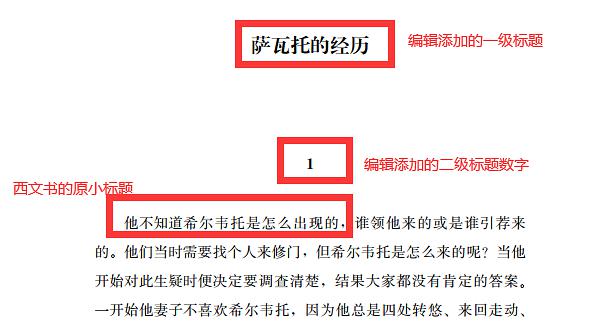 萨瓦托的经历
编辑添加的一级标题
1
编辑添加的二级标题数字
西文书的原小标题
他不知道希尔韦托是怎么出现的，谁领他来的或是谁引荐来
的。他们当时需要找个人来修门，但希尔韦托是怎么来的呢？当他
开始对此生疑时便决定要调查清楚，结果大家都没有肯定的答案。
一开始他妻子不喜欢希尔韦托，因为他总是四处转悠、来回走动、